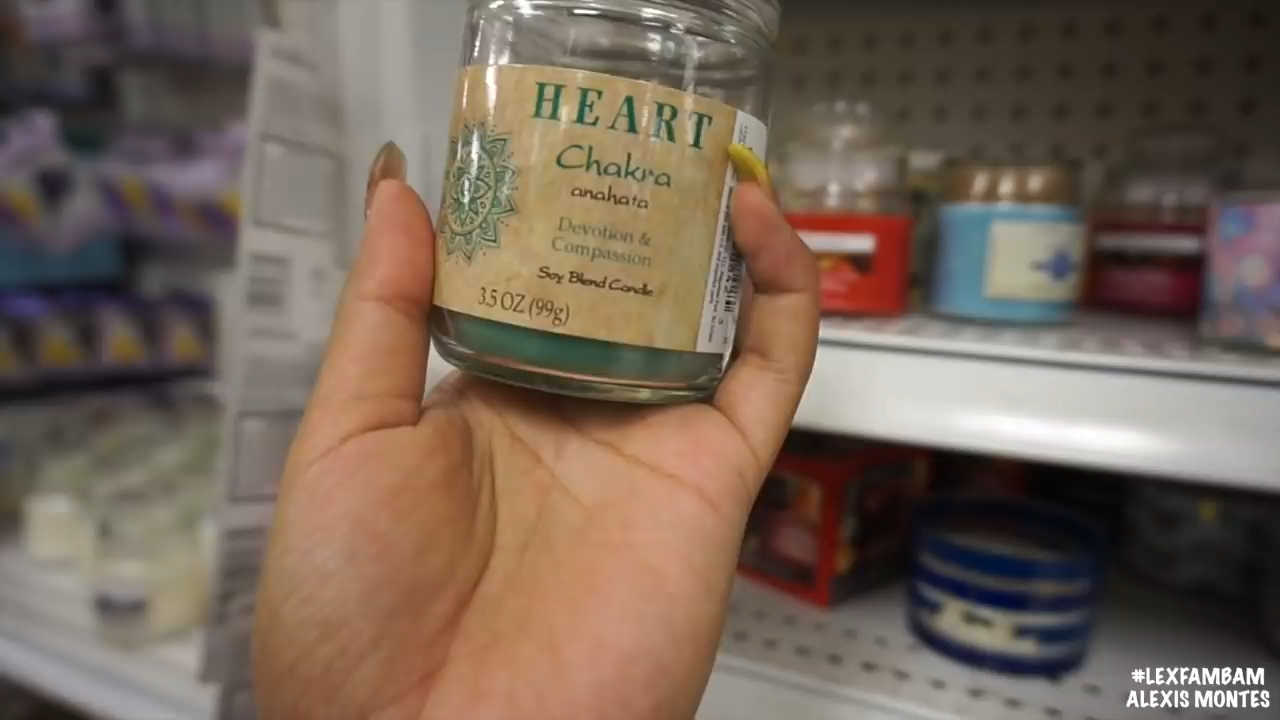 HEART
Chakra
anahata
Devotion &
Compassion
Soy Blend Candle
3.5 OZ (99g)
#LEXFAMBAM
ALEXIS MONTES